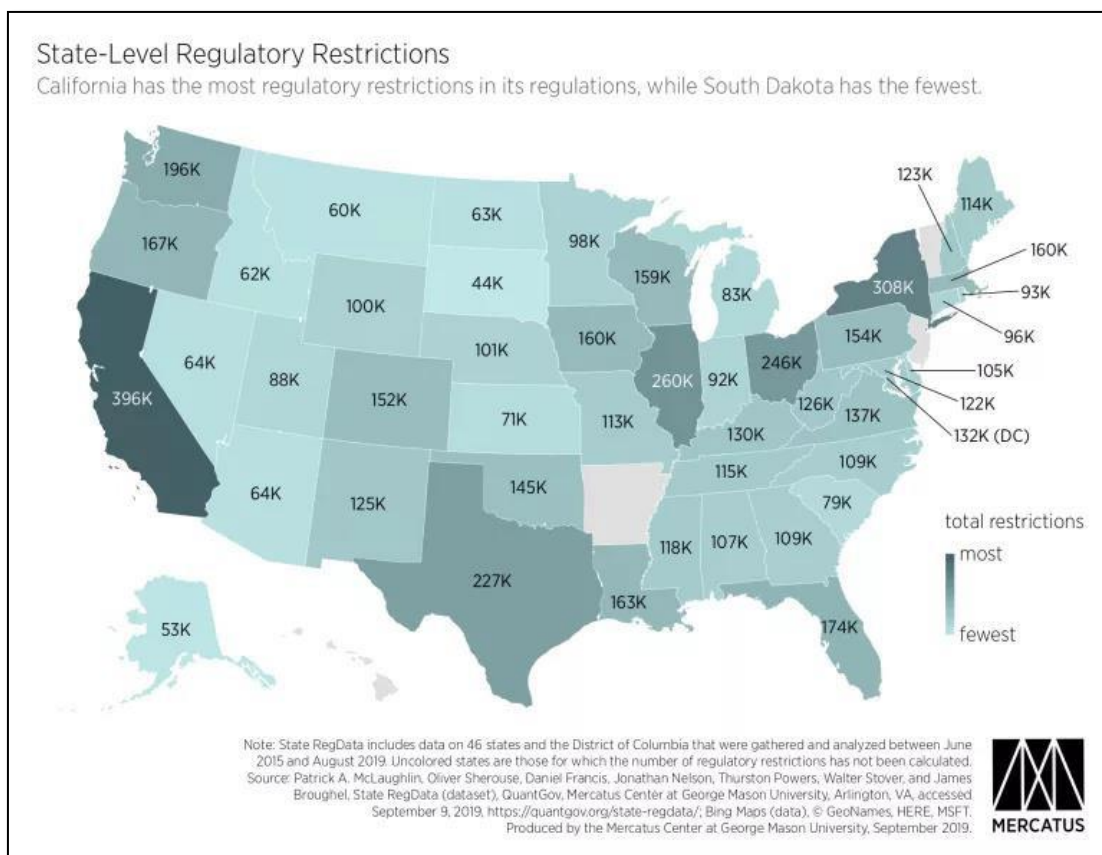 State-Level Regulatory Restrictions
California has the most regulatory restrictions in its regulations, while South Dakota has the fewest.
196K
60K
63K
98K
123K
114K
167K
62K
44K
159K
83K
308K
160K
93K
100K
101K
160K
154K
96K
64K
88K
152K
71K
260K
92K
246K
105K
396K
126K
122K
113K
137K
132K (DC)
130K
64K
125K
145K
115K
109K
79K
118K
107K
109K
227K
163K
174K
53K
total restrictions
most
fewest
Note: State RegData includes data on 46 states and the District of Columbia that were gathered and analyzed between June
2015 and August 2019. Uncolored states are those for which the number of regulatory restrictions has not been calculated.
Source: Patrick A. McLaughlin, Oliver Sherouse, Daniel Francis, Jonathan Nelson, Thurston Powers, Walter Stover, and James
Broughel, State RegData (dataset), QuantGov, Mercatus Center at George Mason University, Arlington, VA, accessed
September 9, 2019, https://quantgov.org/state-regdata/; Bing Maps (data), © GeoNames, HERE, MSFT.
Produced by the Mercatus Center at George Mason University, September 2019.
MERCATUS